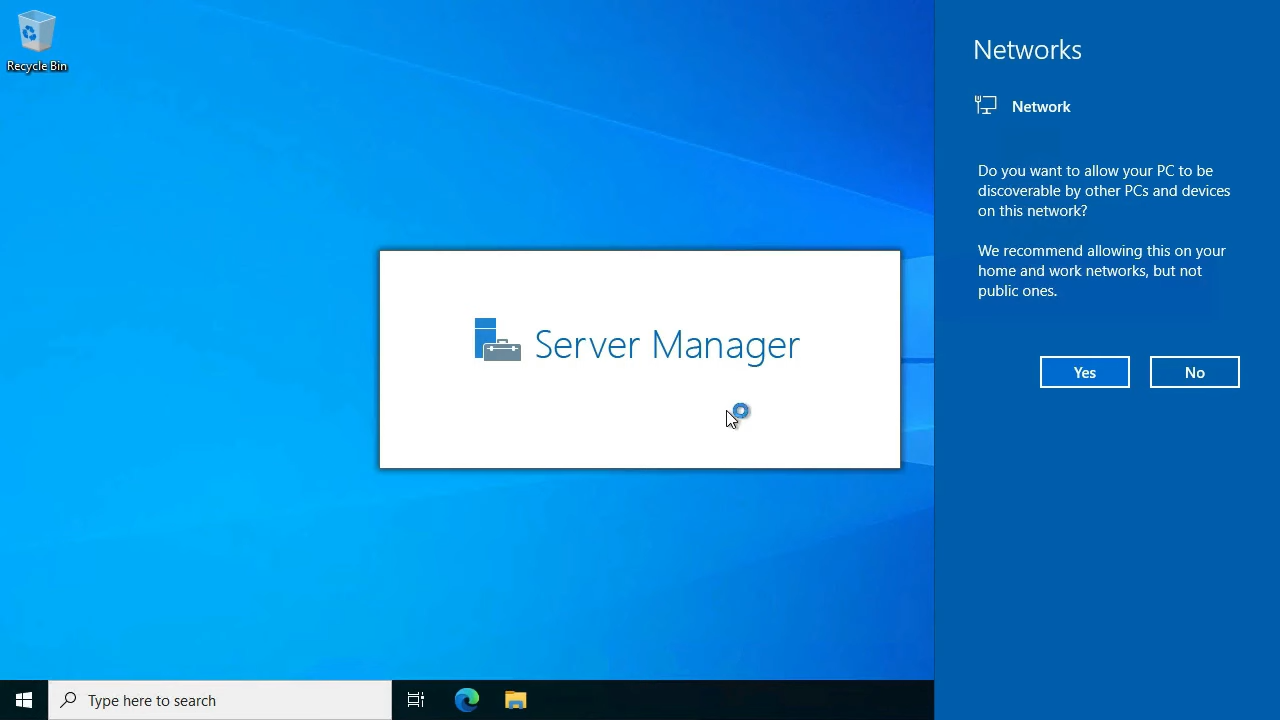 Recycle Bin
Server Manager
Networks
Network
Do you want to allow your PC to be
discoverable by other PCs and devices
on this network?
We recommend allowing this on your
home and work networks, but not
public ones.
Yes
No
Type here to search